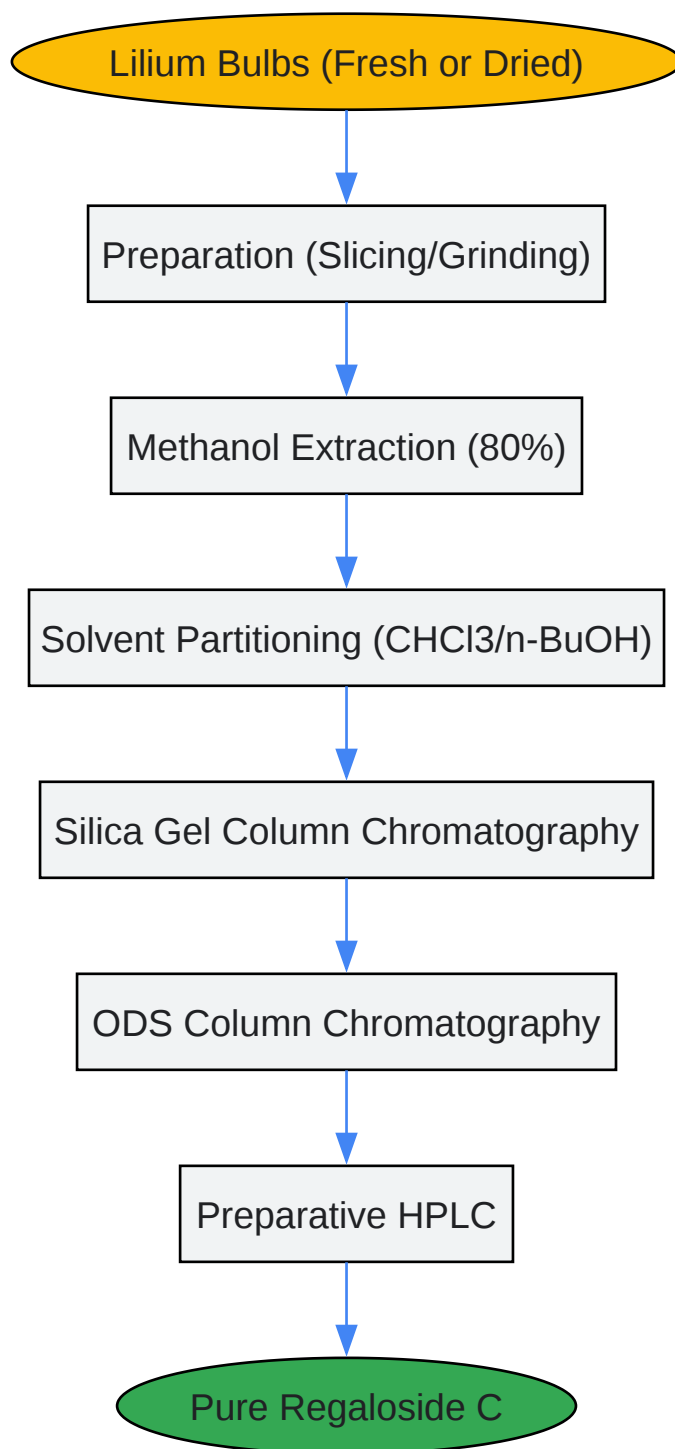 Lilium Bulbs (Fresh or Dried)
Preparation (Slicing/Grinding)
Methanol Extraction (80%)
Solvent Partitioning (CHCl3/n-BuOH)
Silica Gel Column Chromatography
ODS Column Chromatography
Preparative HPLC
Pure Regaloside C